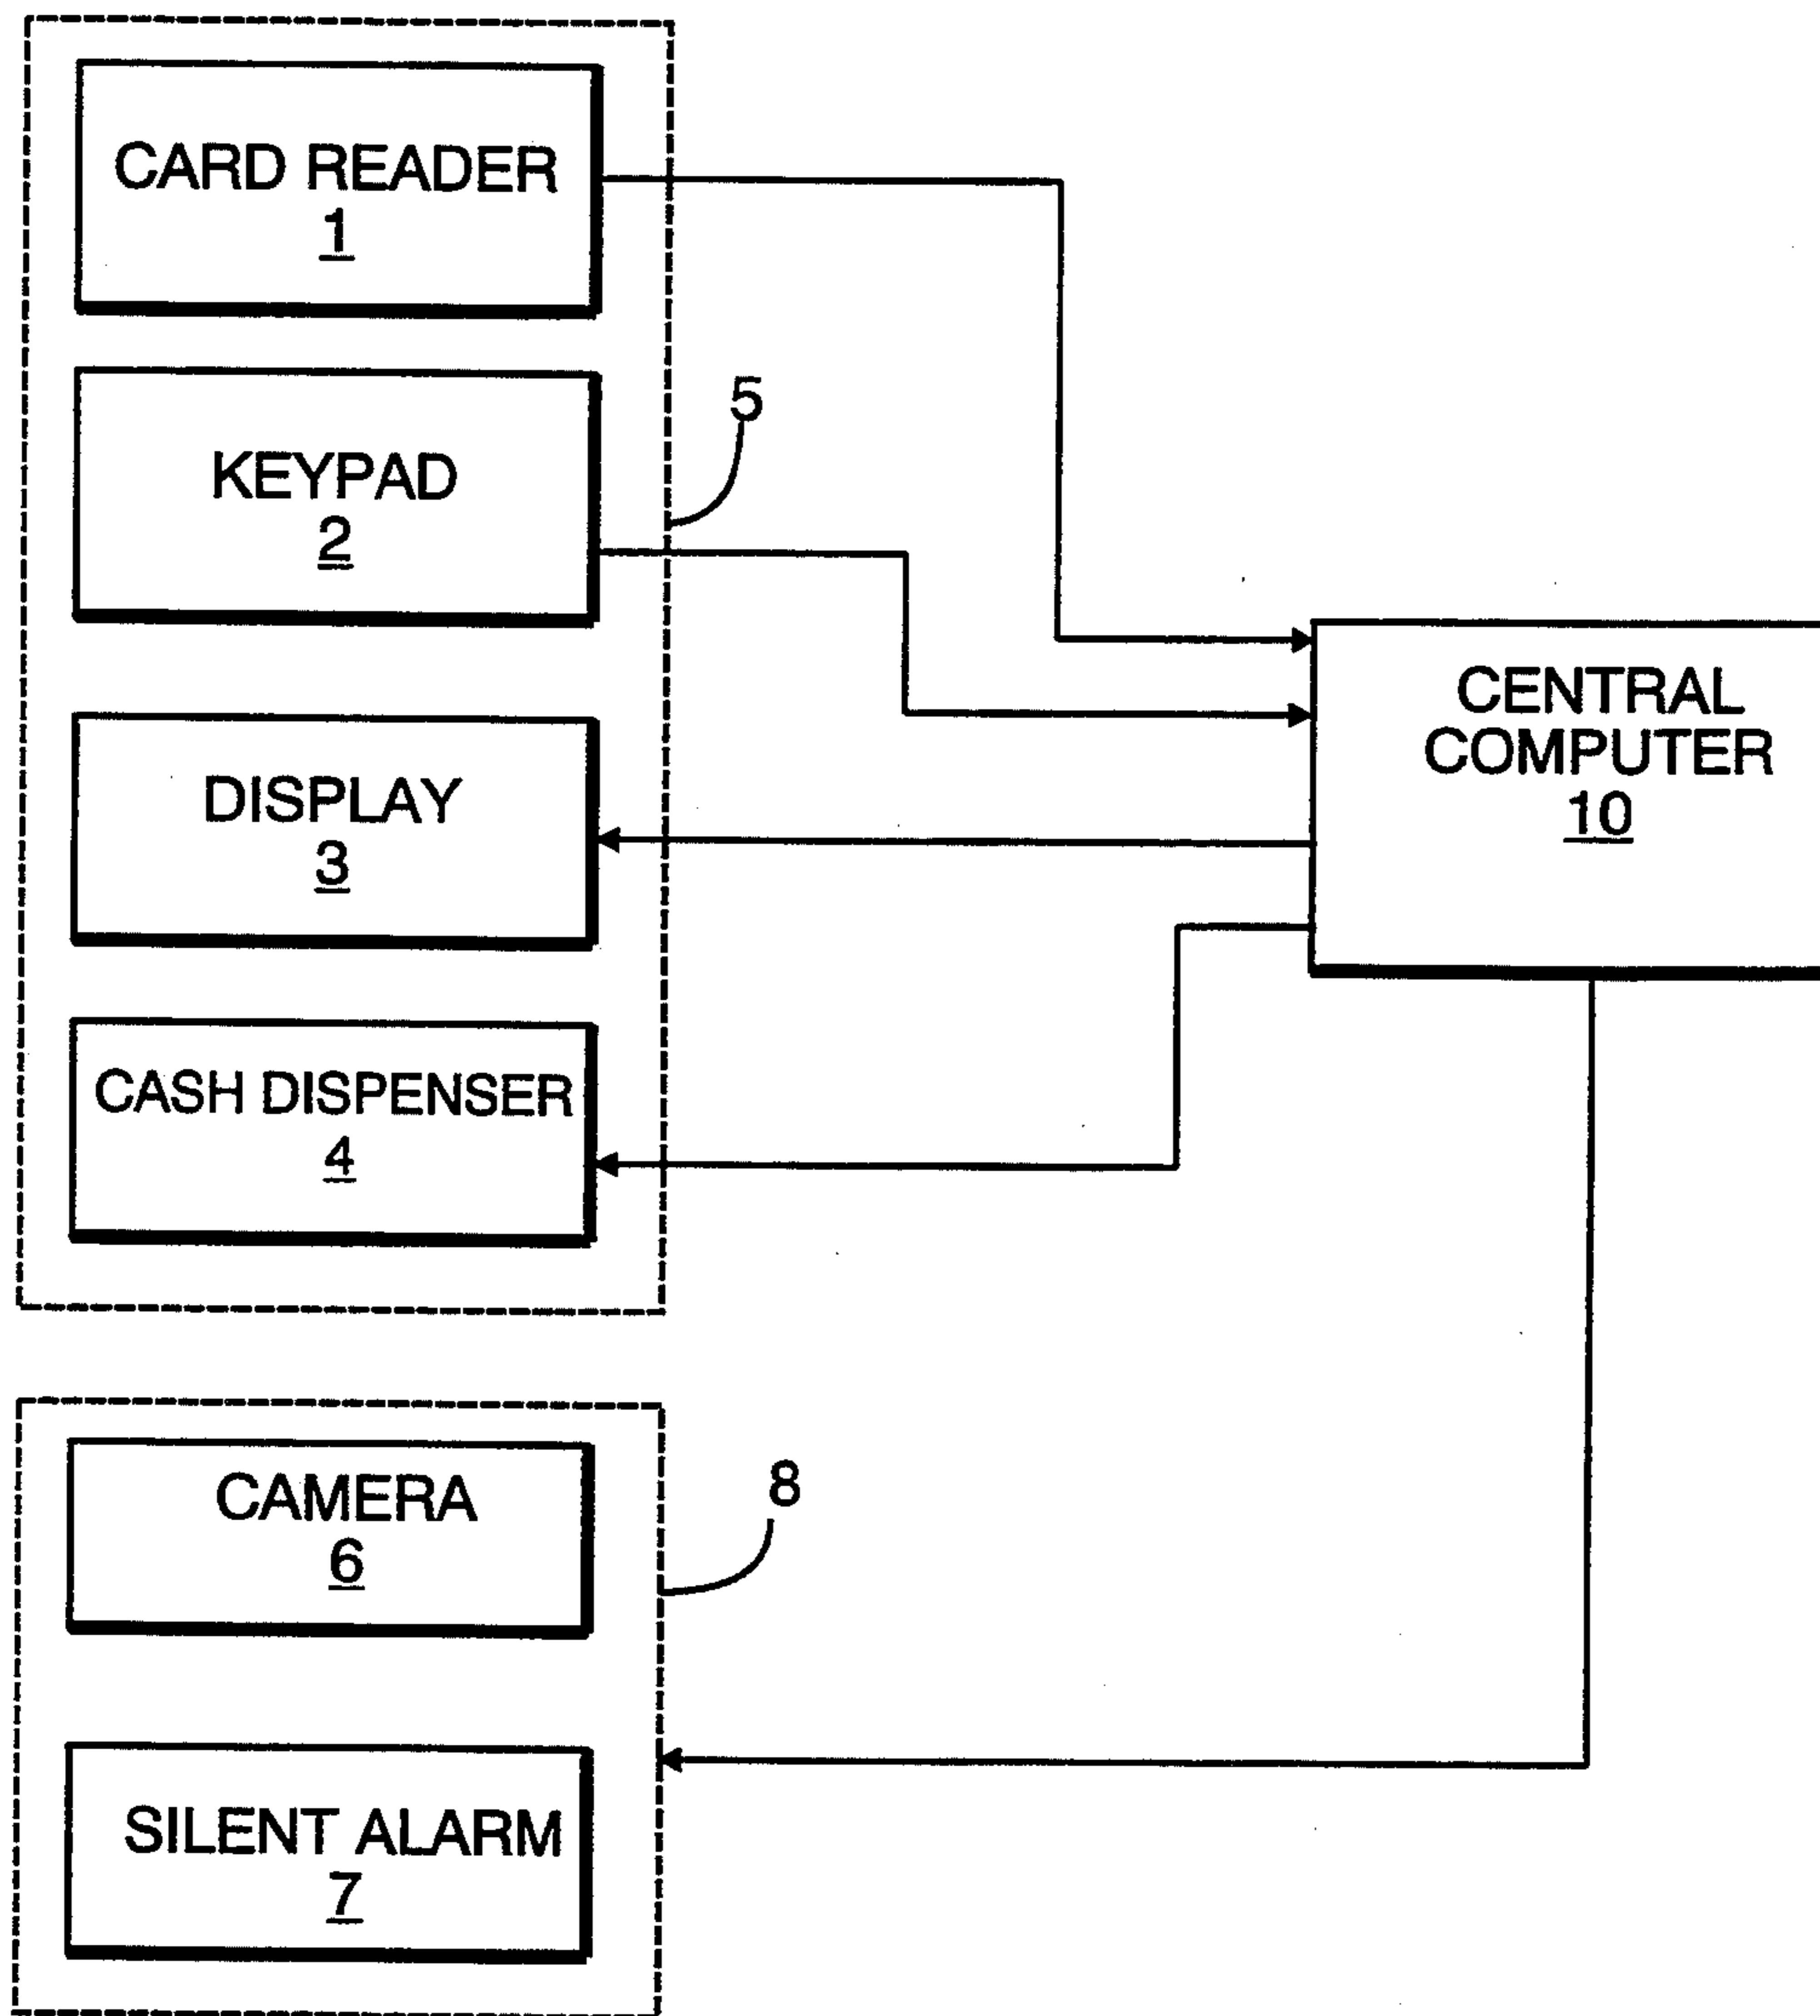 CARD READER
1
KEYPAD
2
5
DISPLAY
3
CASH DISPENSER
4
CENTRAL
COMPUTER
10
CAMERA
6
8
SILENT ALARM
7